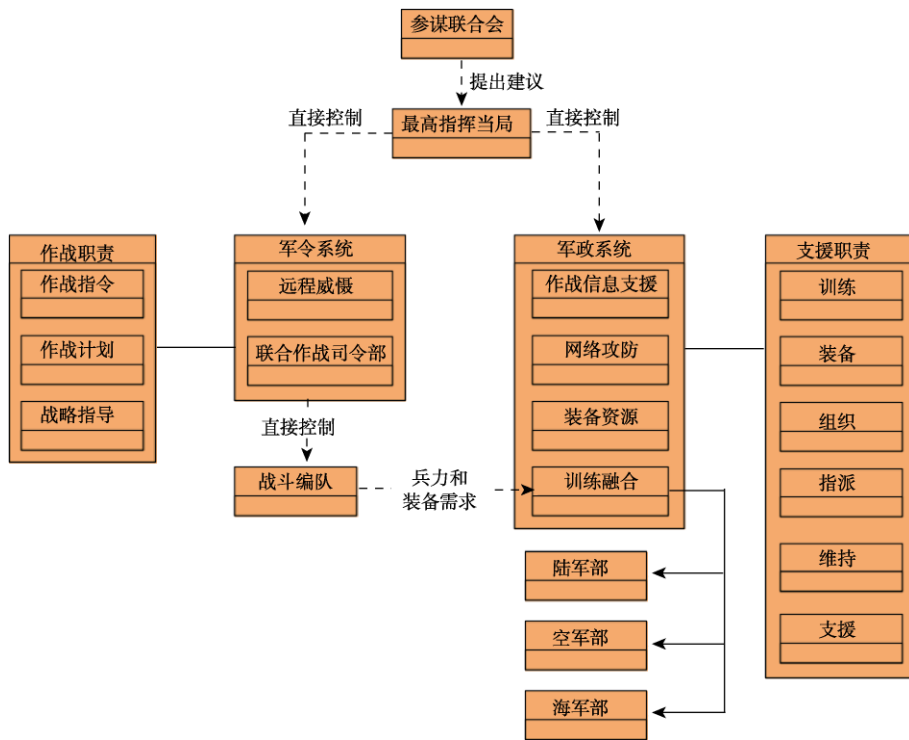 参谋联合会
提出建议
直接控制
最高指挥当局
直接控制
作战职责
作战指令
作战计划
战略指导
军令系统
远程威慑
联合作战司令部
直接控制
战斗编队
兵力和
装备需求
军政系统
作战信息支援
网络攻防
装备资源
训练融合
陆军部
空军部
海军部
支援职责
训练
装备
组织
指派
维持
支援